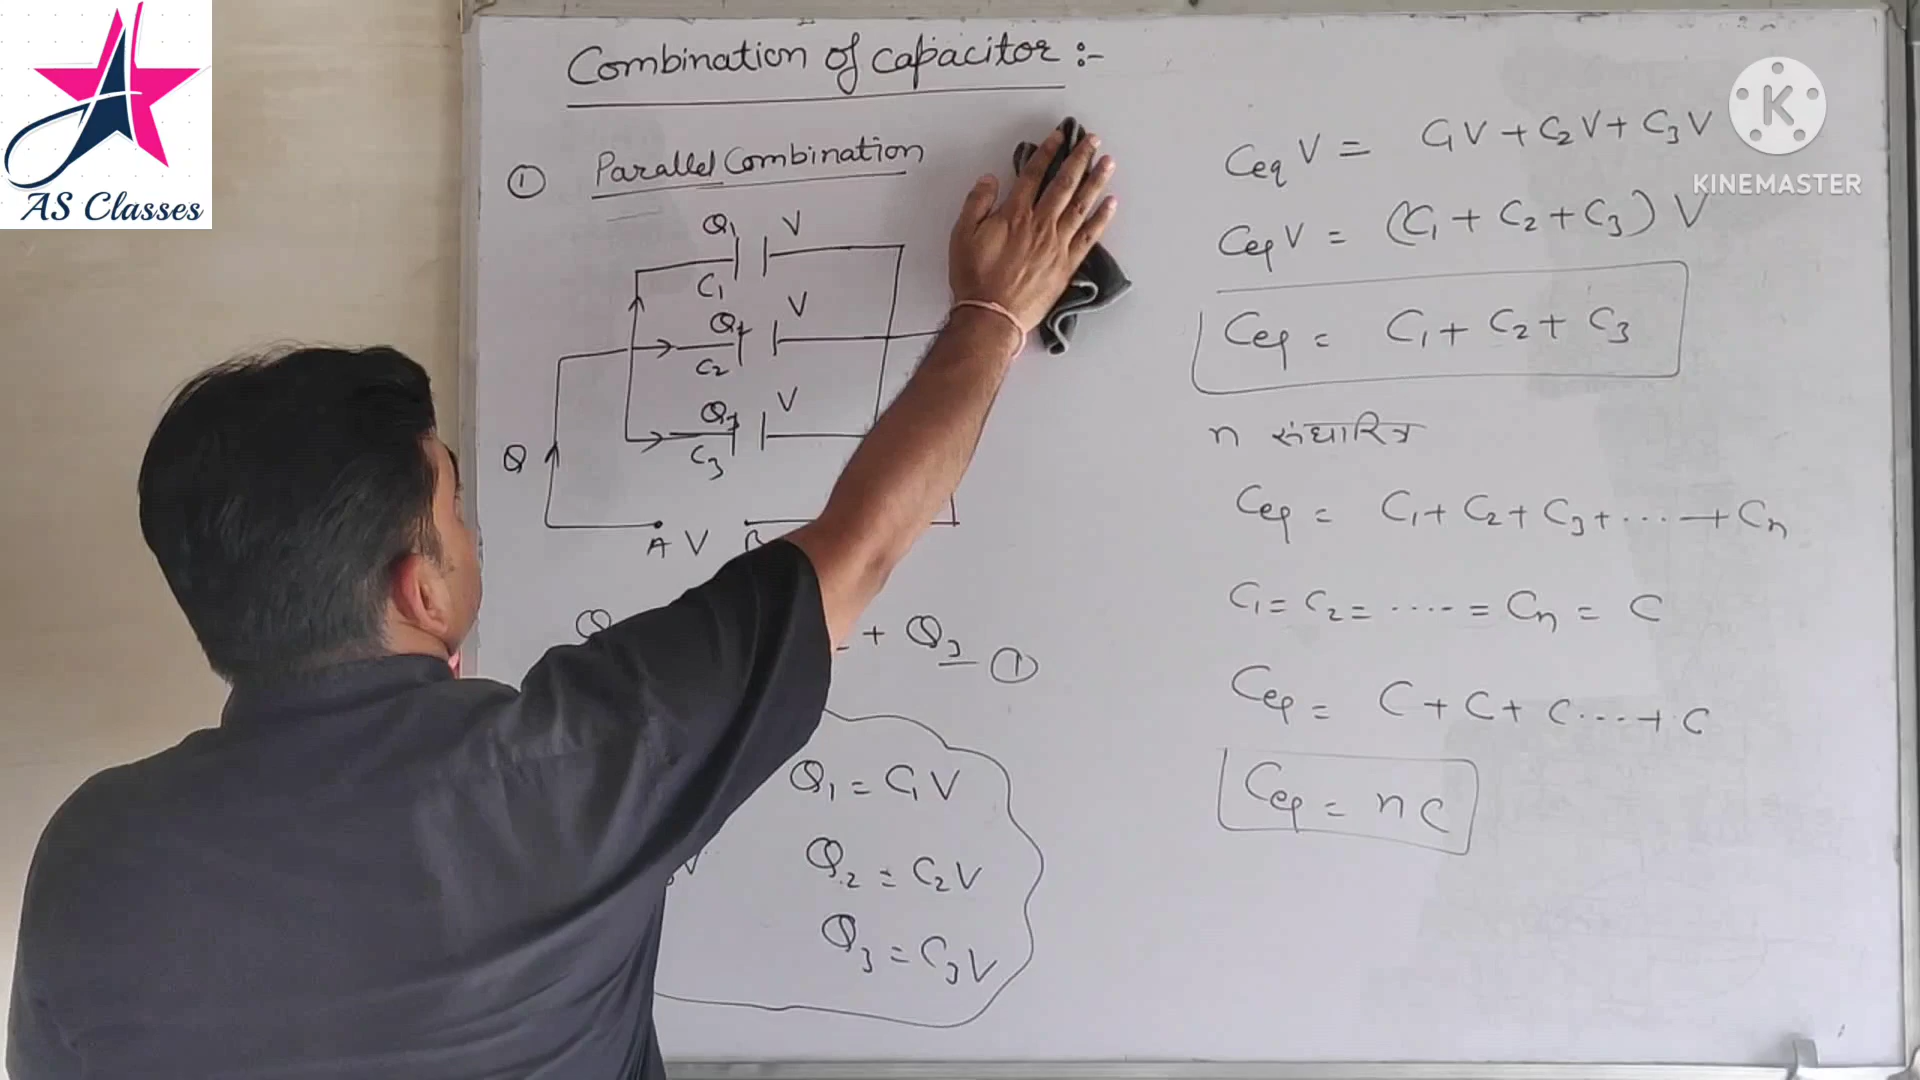 AS Classes
KINEMASTER
Combination of capacitor :-
① Parallel Combination
Q₁ V
C₁
V
C₂
V
C₃
Q
A V B
Q + Q₃ — ①
Q₁ = C₁V
Q₂ = C₂V
Q₃ = C₃V
Ceq V = C₁V + C₂V + C₃V
Ceq V = (C₁ + C₂ + C₃) V
Ceq = C₁ + C₂ + C₃
n संधारित्र
Ceq = C₁ + C₂ + C₃ + .... + Cn
C₁ = C₂ = ..... = Cn = C
Ceq = C + C + C .... + C
Ceq = nC